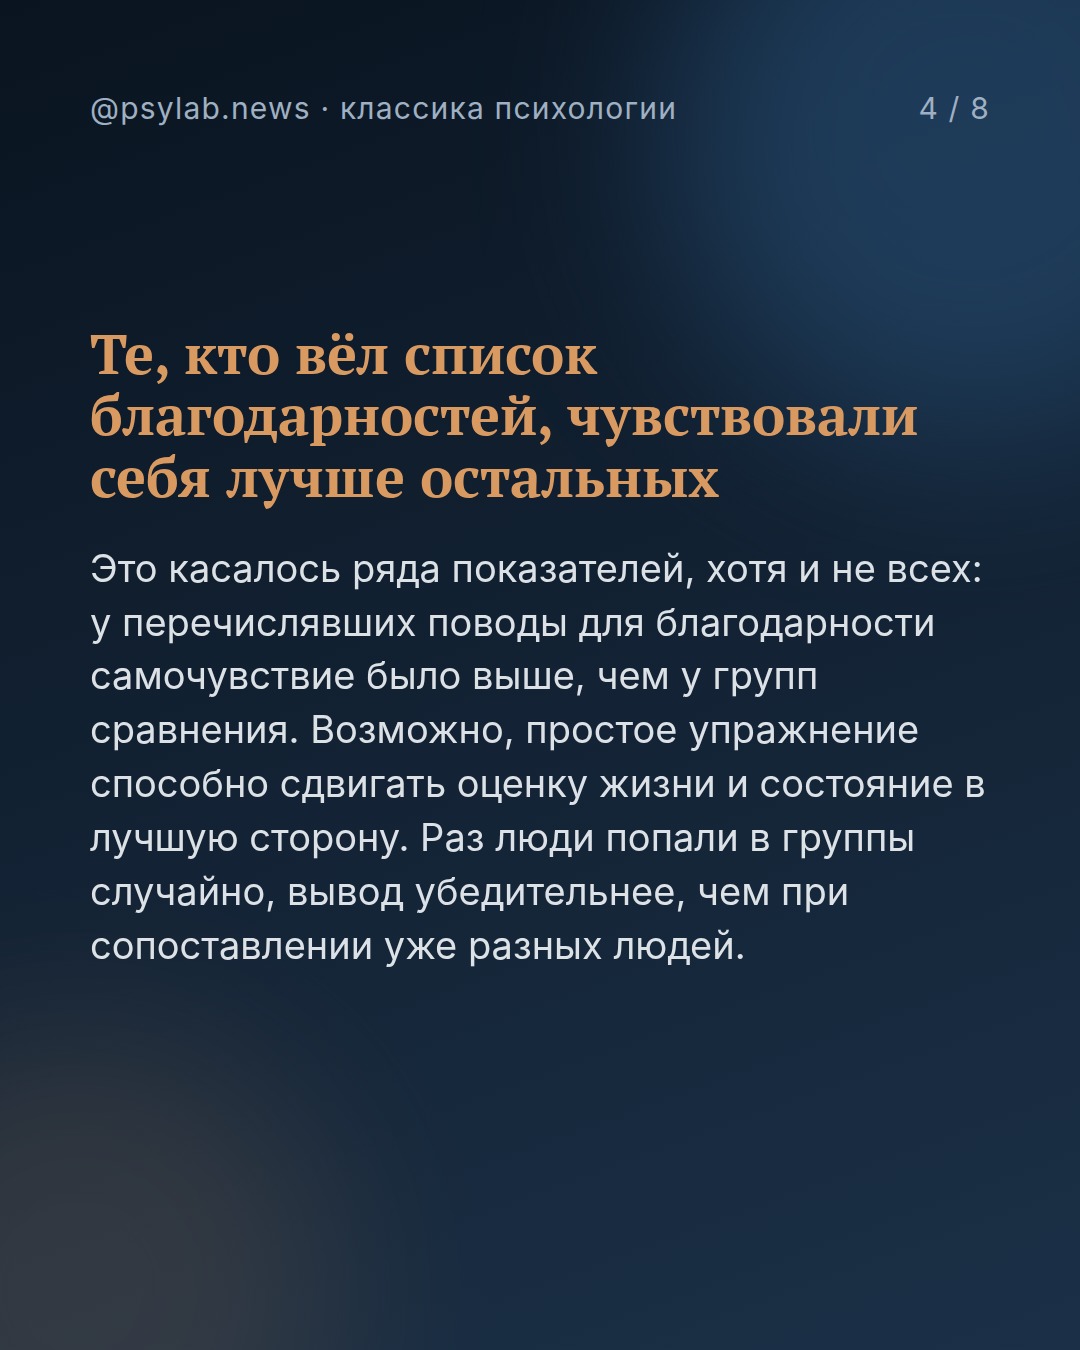 @psylab.news · классика психологии 4 / 8
Те, кто вёл список
благодарностей, чувствовали
себя лучше остальных
Это касалось ряда показателей, хотя и не всех:
у перечислявших поводы для благодарности
самочувствие было выше, чем у групп
сравнения. Возможно, простое упражнение
способно сдвигать оценку жизни и состояние в
лучшую сторону. Раз люди попали в группы
случайно, вывод убедительнее, чем при
сопоставлении уже разных людей.